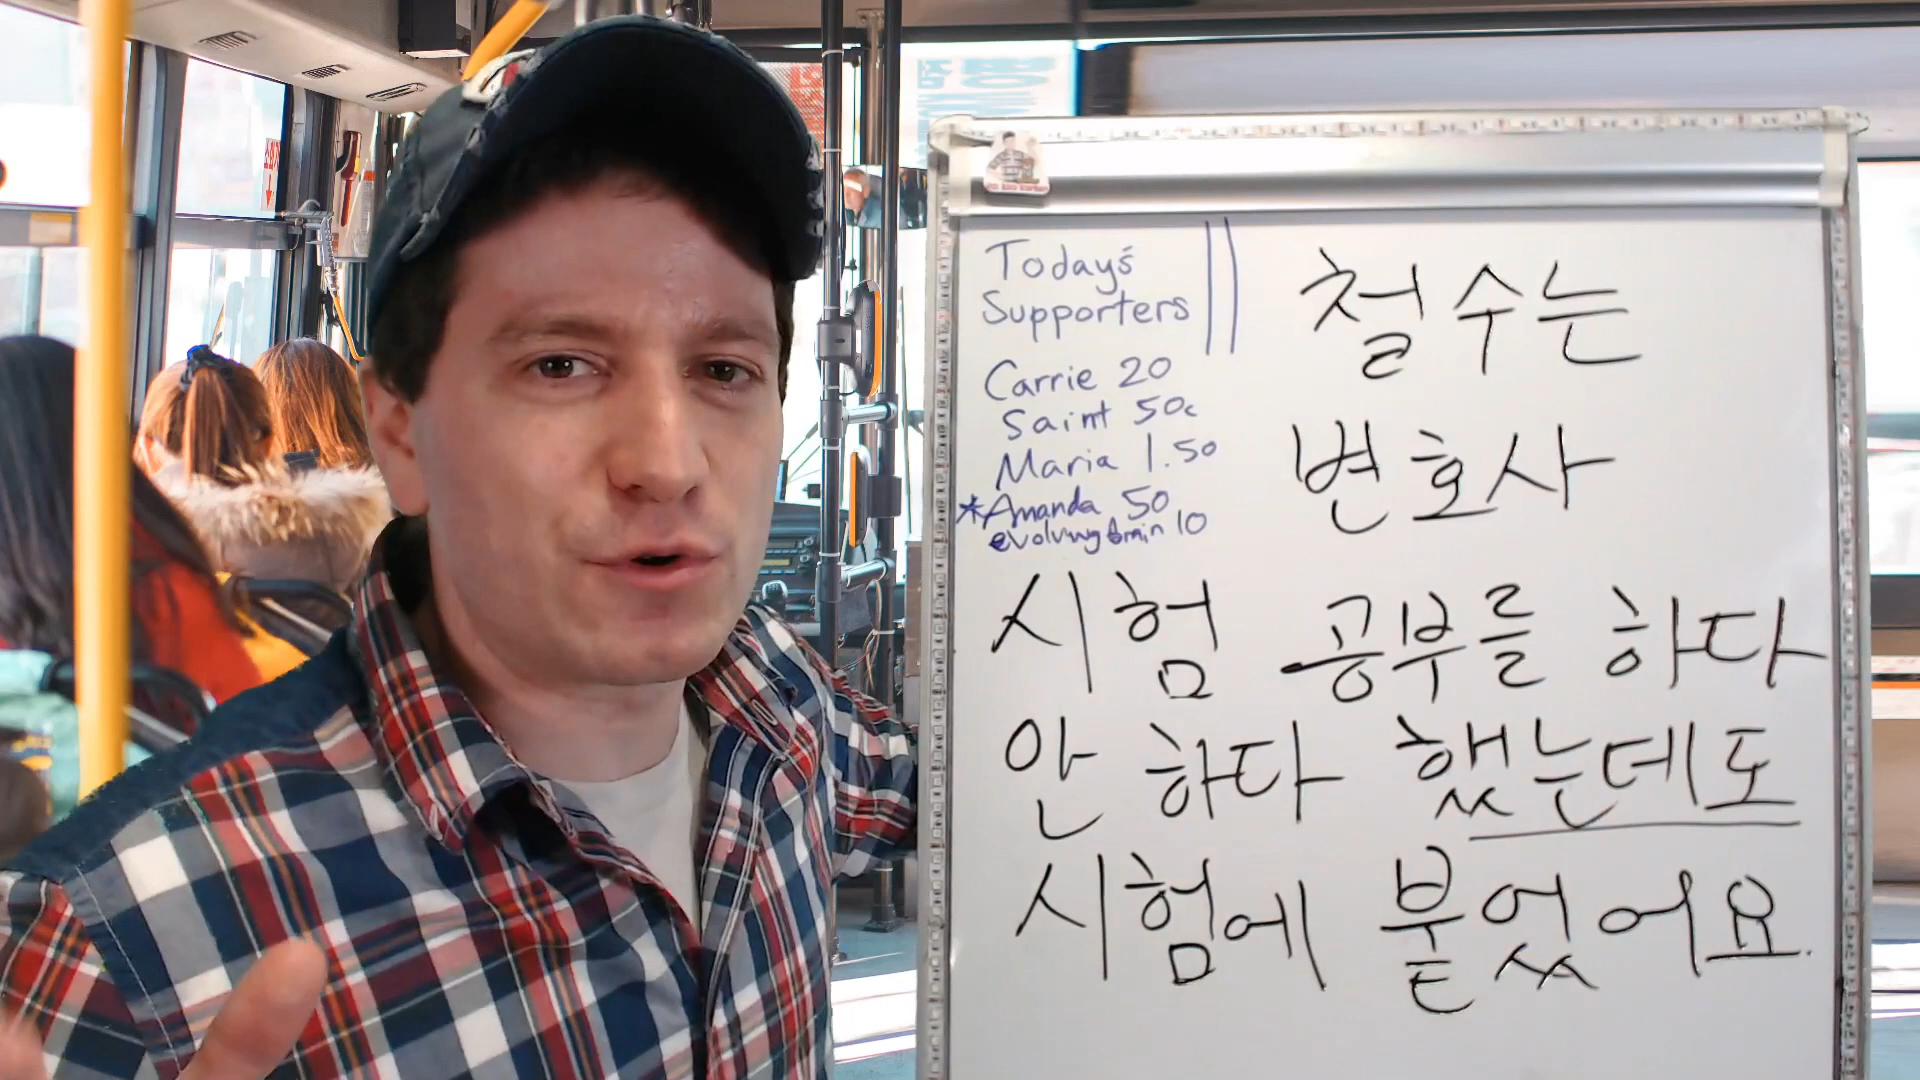 Today's
Supporters
Carrie 20
Saint 50c
Maria 1.50
*Amanda 50
evolving brain 10
철수는
변호사
시험 공부를 하다
안 하다 했는데도
시험에 붙었어요.